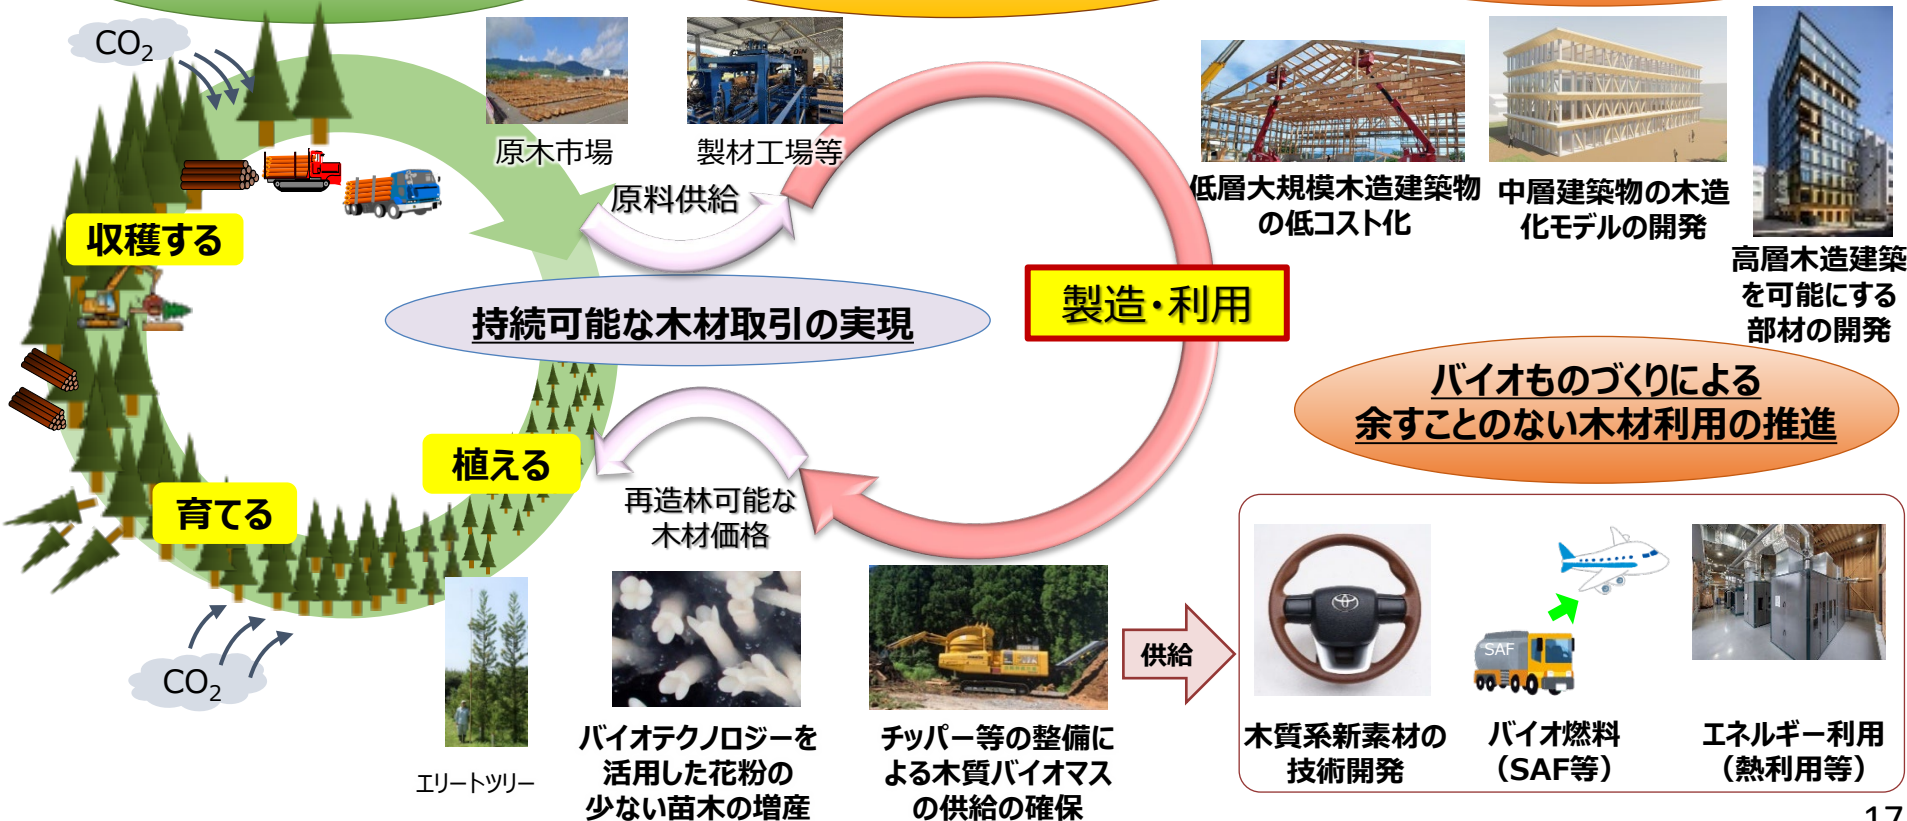 CO2
原木市場
製材工場等
原料供給
収穫する
持続可能な木材取引の実現
製造・利用
低層大規模木造建築物
の低コスト化
中層建築物の木造
化モデルの開発
高層木造建築
を可能にする
部材の開発
バイオものづくりによる
余すことのない木材利用の推進
植える
育てる
再造林可能な
木材価格
CO2
エリートツリー
バイオテクノロジーを
活用した花粉の
少ない苗木の増産
チッパー等の整備に
よる木質バイオマス
の供給の確保
供給
SAF
木質系新素材の
技術開発
バイオ燃料
（SAF等）
エネルギー利用
（熱利用等）
17